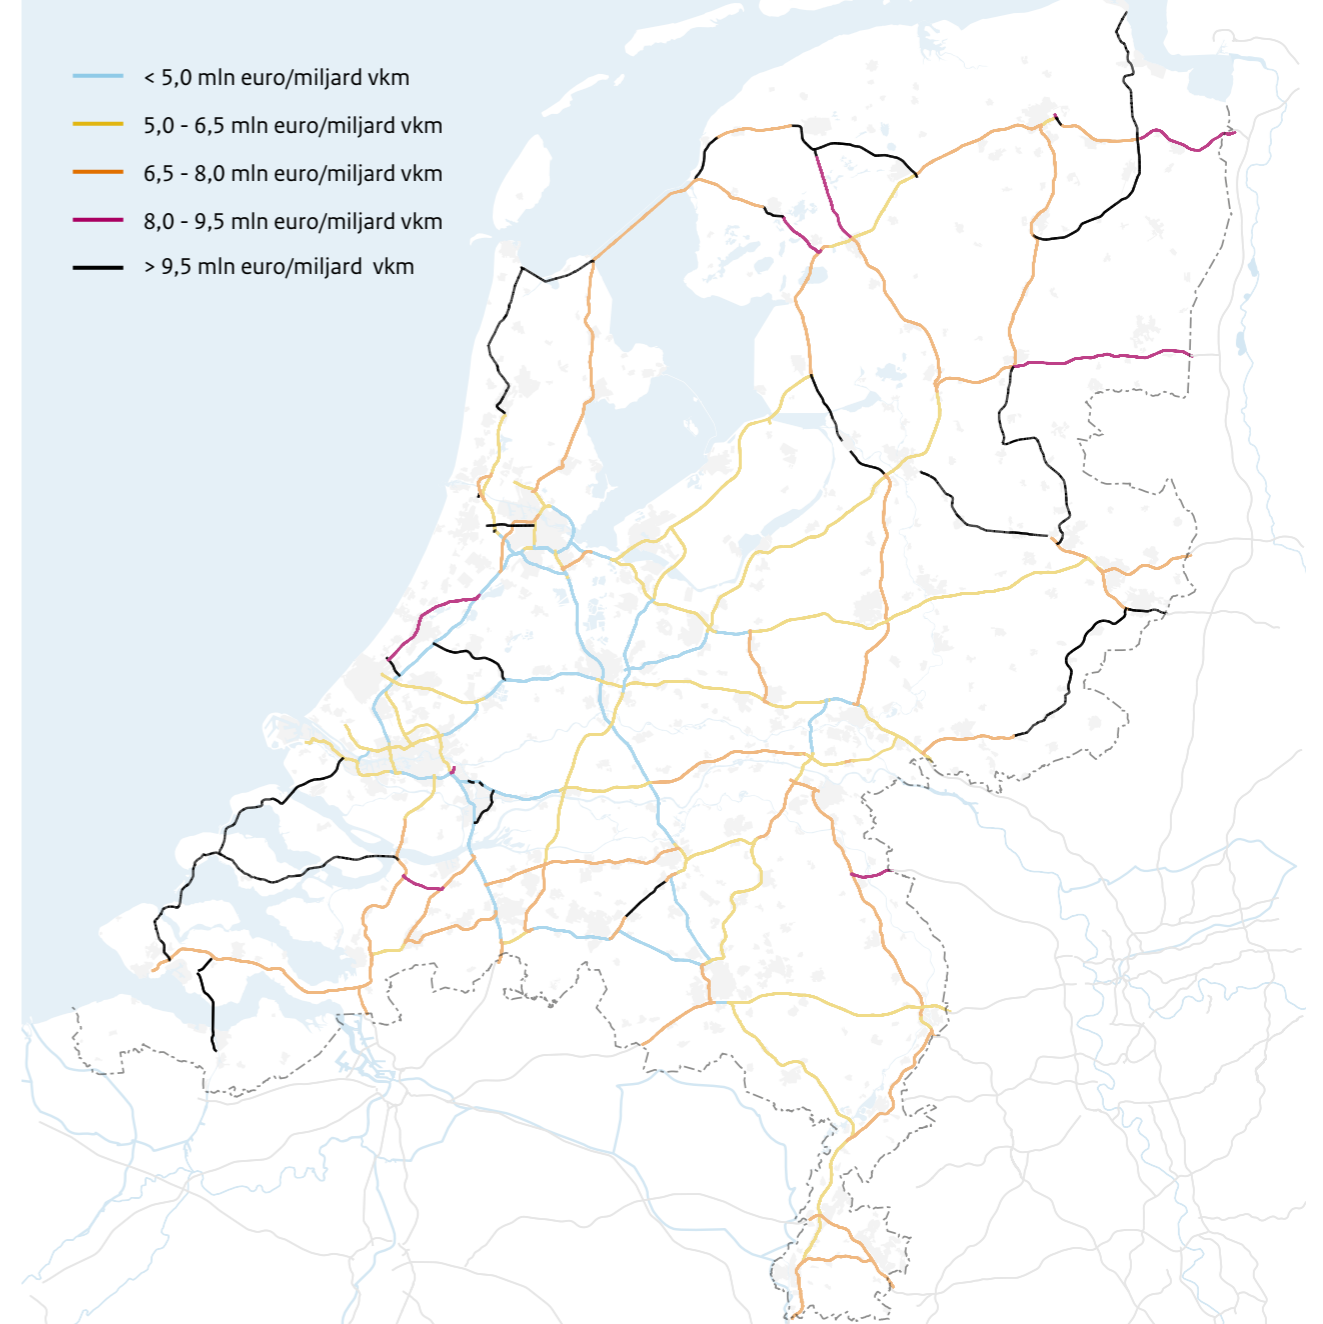 < 5,0 mln euro/miljard vkm
5,0 - 6,5 mln euro/miljard vkm
6,5 - 8,0 mln euro/miljard vkm
8,0 - 9,5 mln euro/miljard vkm
> 9,5 mln euro/miljard vkm